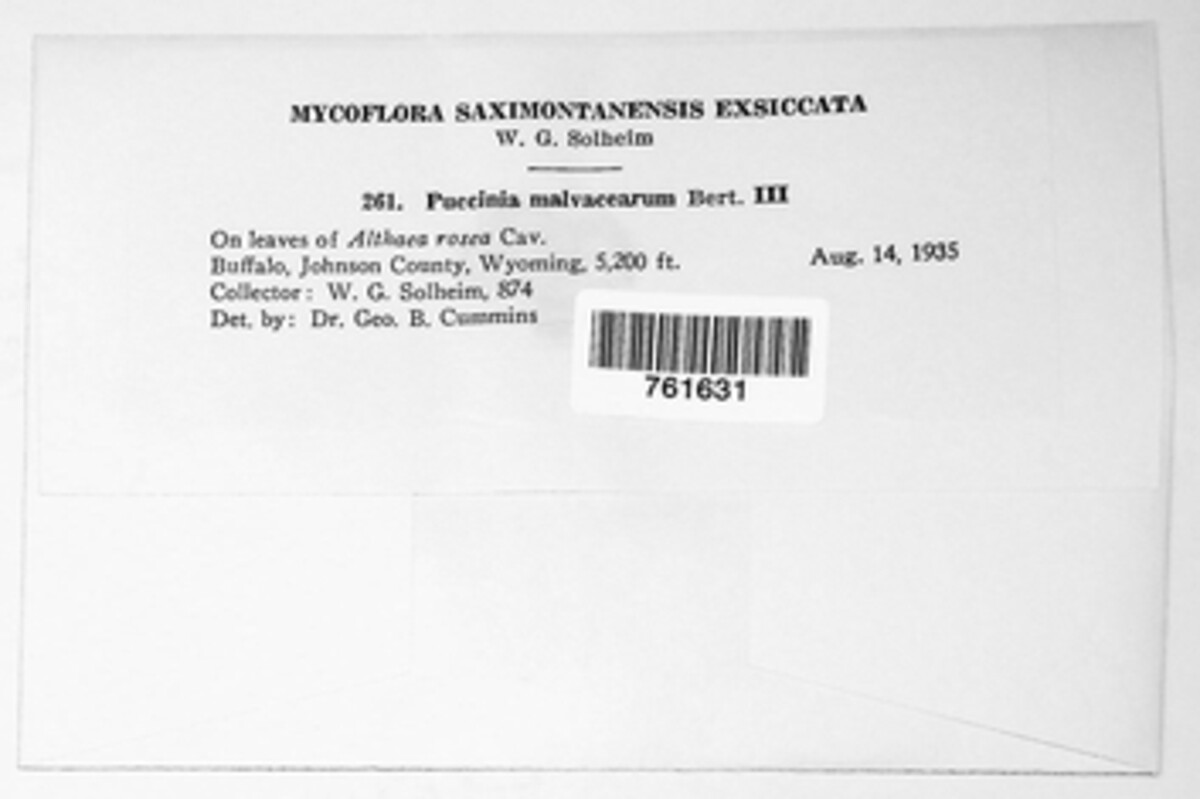 MYCOFLORA SAXIMONTANENSIS EXSICCATA
W. G. Solheim
261. Puccinia malvacearum Bert. III
On leaves of Althaea rosea Cav.
Buffalo, Johnson County, Wyoming, 5,200 ft. Aug. 14, 1935
Collector: W. G. Solheim, 874
Det. by: Dr. Geo. B. Cummins
761631